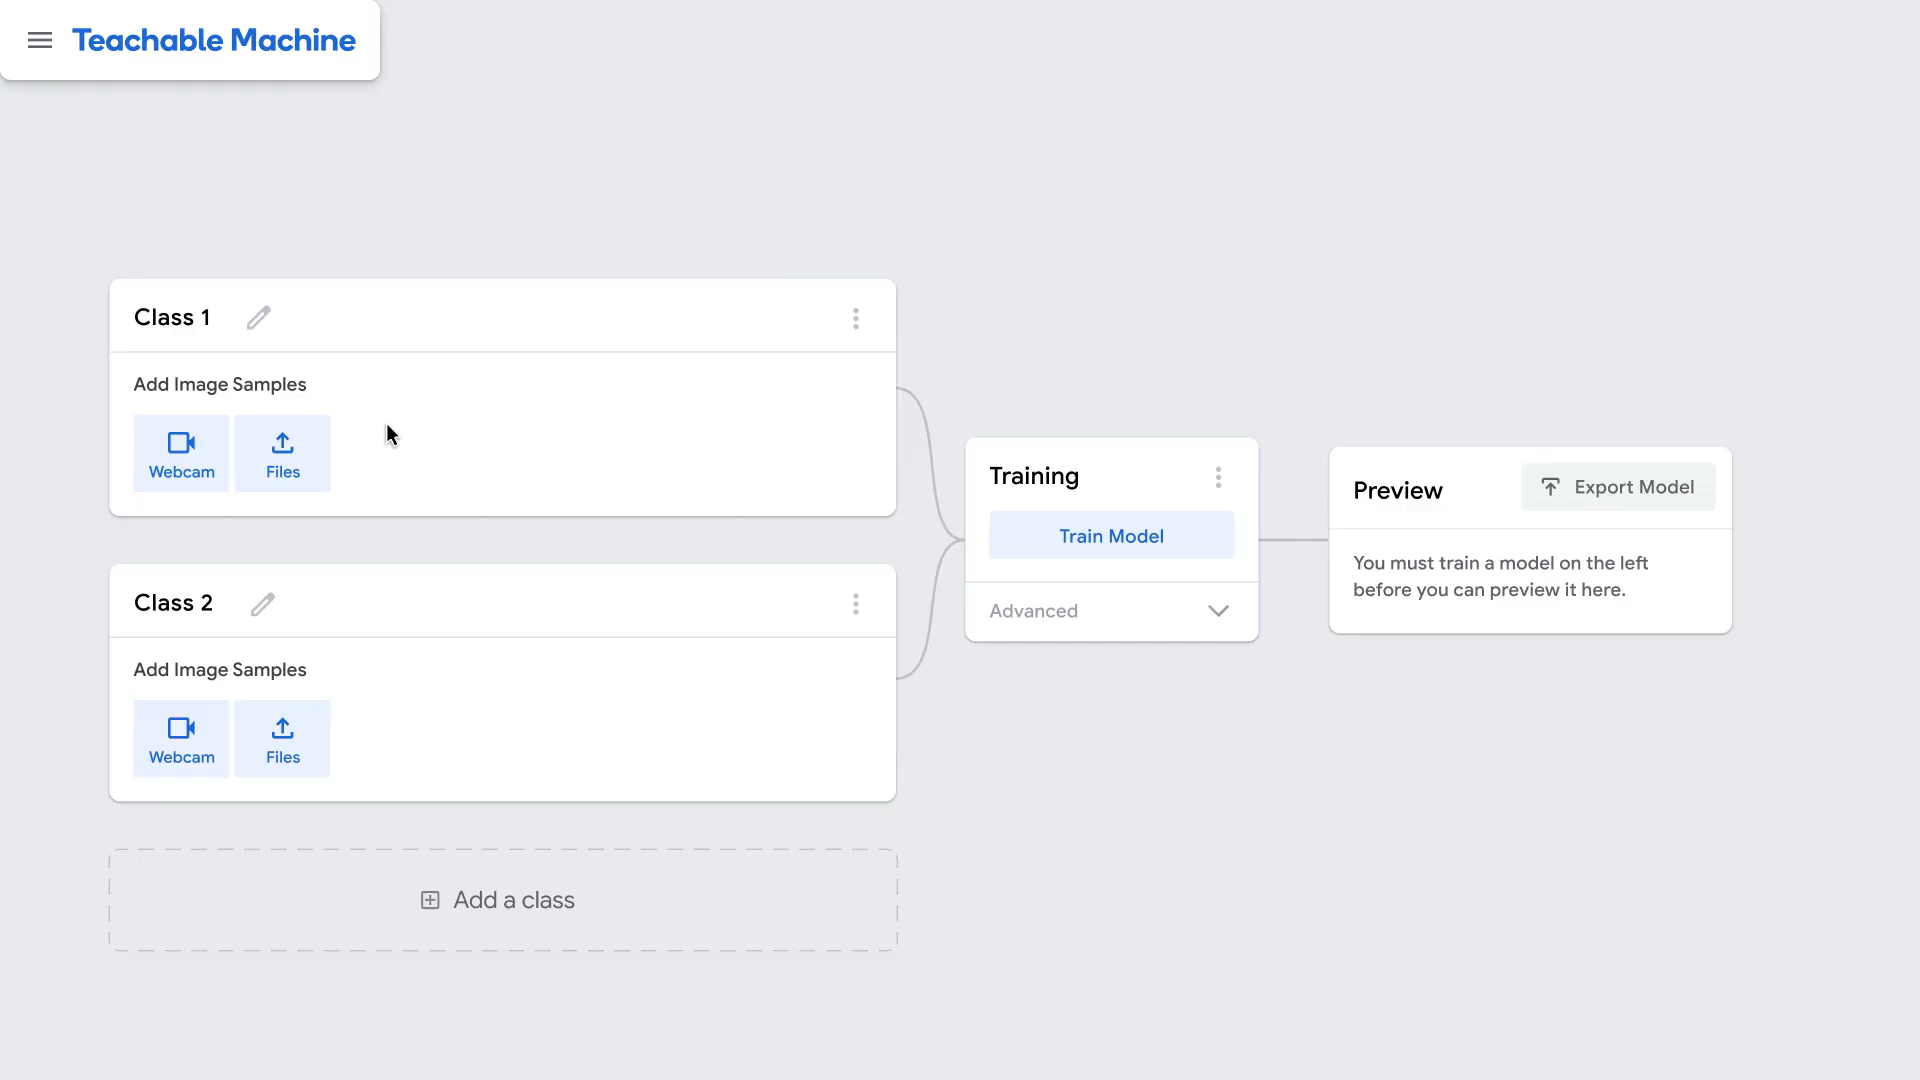 Teachable Machine
Class 1
Add Image Samples
Webcam
Files
Class 2
Add Image Samples
Webcam
Files
Add a class
Training
Train Model
Advanced
Preview
Export Model
You must train a model on the left
before you can preview it here.